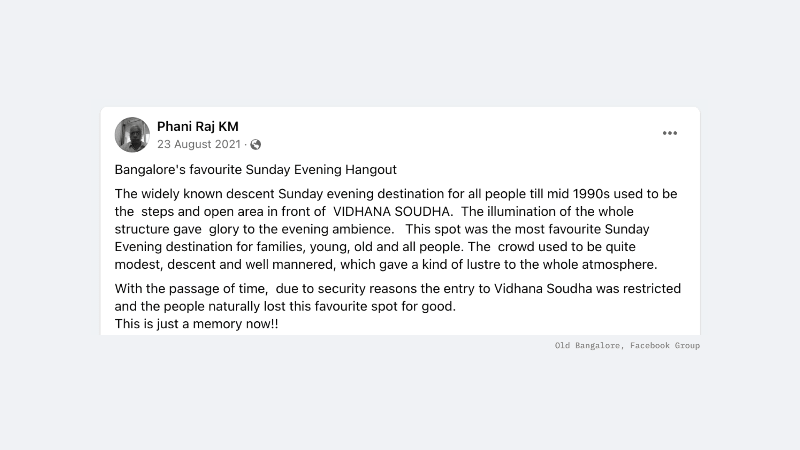 Phani Raj KM
23 August 2021 ·
Bangalore's favourite Sunday Evening Hangout
The widely known descent Sunday evening destination for all people till mid 1990s used to be
the  steps and open area in front of  VIDHANA SOUDHA.  The illumination of the whole
structure gave  glory to the evening ambience.   This spot was the most favourite Sunday
Evening destination for families, young, old and all people. The  crowd used to be quite
modest, descent and well mannered, which gave a kind of lustre to the whole atmosphere.
With the passage of time,  due to security reasons the entry to Vidhana Soudha was restricted
and the people naturally lost this favourite spot for good.
This is just a memory now!!
Old Bangalore, Facebook Group